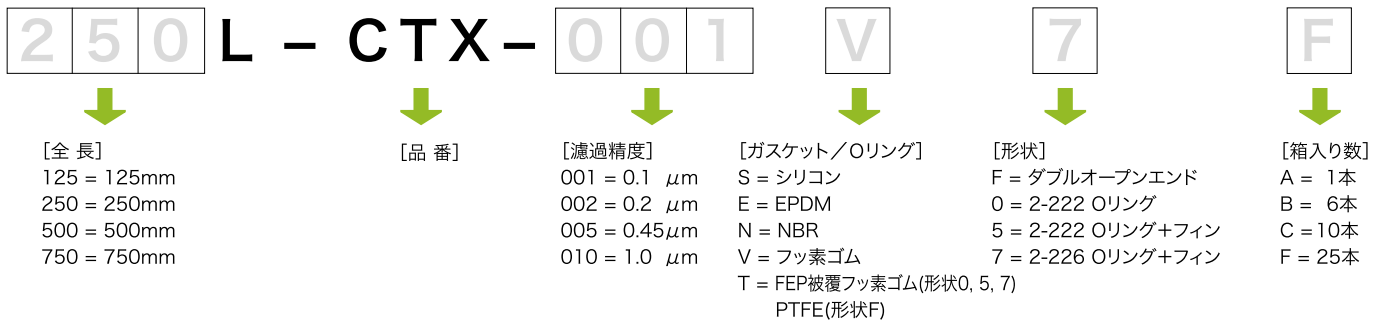 250L－CTX－001 V 7 F
[全 長]
125 = 125mm
250 = 250mm
500 = 500mm
750 = 750mm
[品 番]
[濾過精度]
001 = 0.1 μm
002 = 0.2 μm
005 = 0.45μm
010 = 1.0 μm
[ガスケット／Oリング]
S = シリコン
E = EPDM
N = NBR
V = フッ素ゴム
T = FEP被覆フッ素ゴム(形状0, 5, 7)
PTFE(形状F)
[形状]
F = ダブルオープンエンド
0 = 2-222 Oリング
5 = 2-222 Oリング＋フィン
7 = 2-226 Oリング＋フィン
[箱入り数]
A = 1本
B = 6本
C =10本
F = 25本